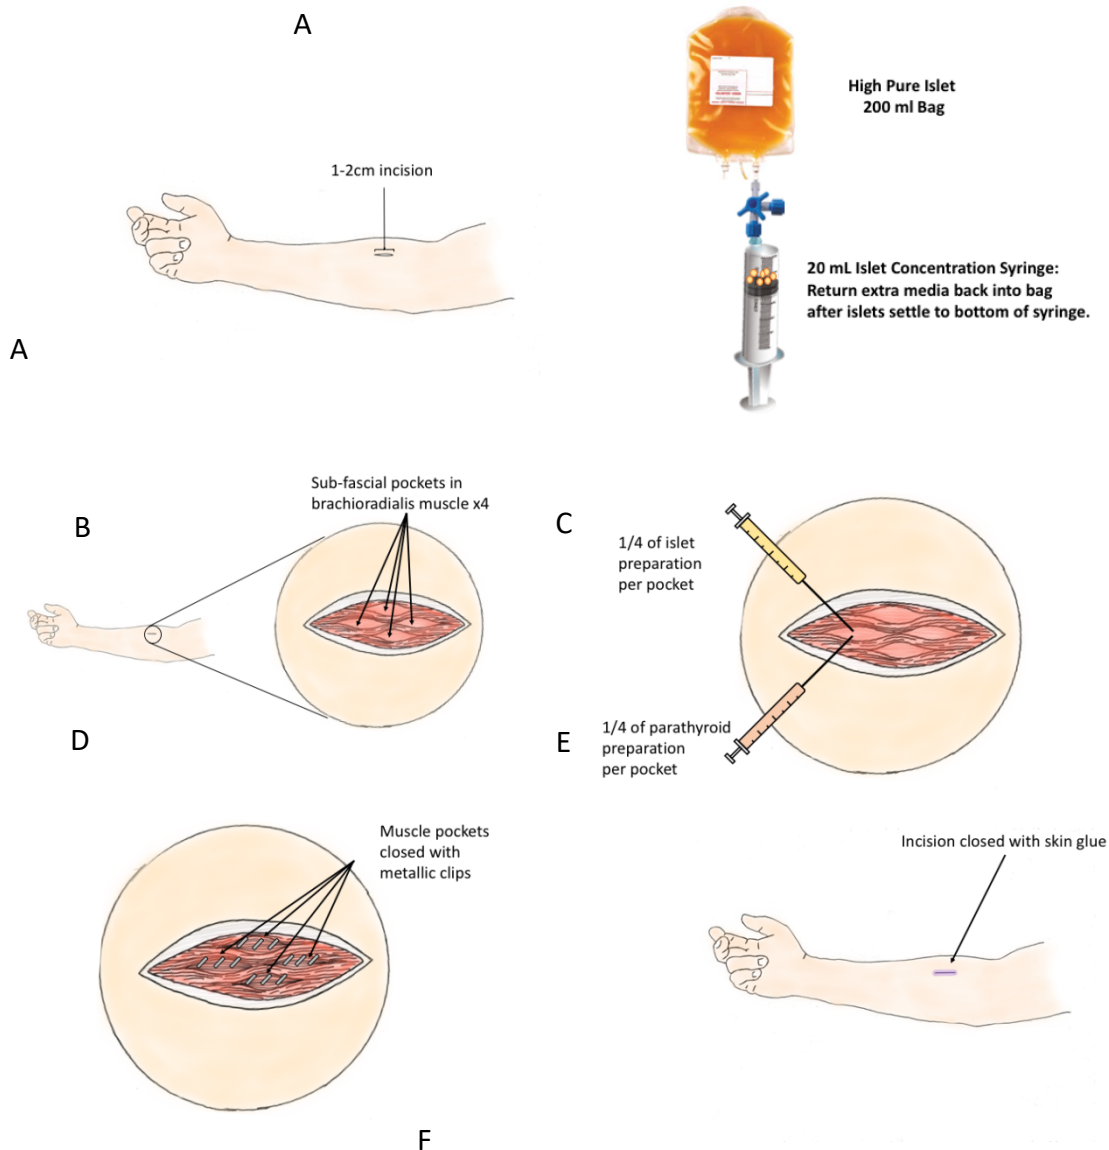 A
High Pure Islet
200 ml Bag
1-2cm incision
20 mL Islet Concentration Syringe:
Return extra media back into bag
after islets settle to bottom of syringe.
A
Sub-fascial pockets in
brachioradialis muscle x4
B
C
1/4 of islet
preparation
per pocket
D
E
1/4 of parathyroid
preparation
per pocket
Muscle pockets
closed with
metallic clips
Incision closed with skin glue
F